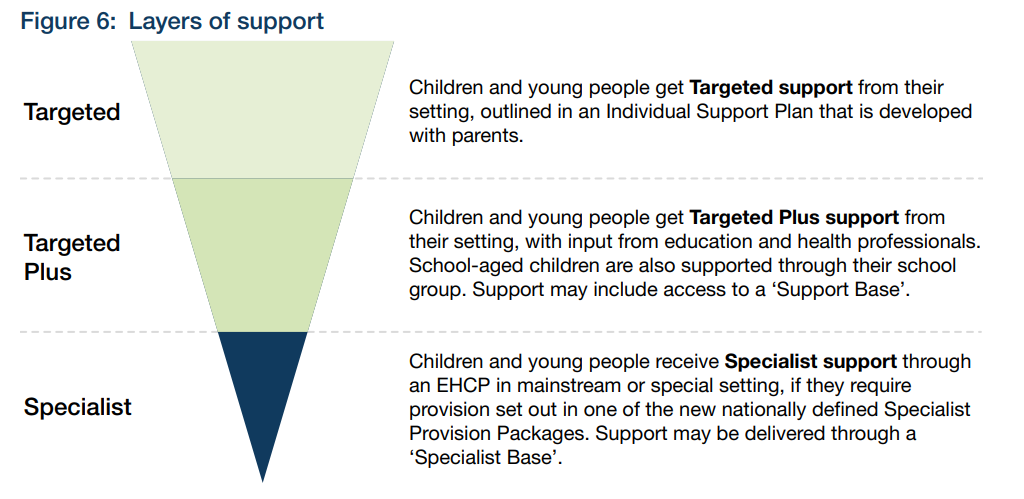 Figure 6: Layers of support
Targeted
Children and young people get Targeted support from their
setting, outlined in an Individual Support Plan that is developed
with parents.
Targeted
Plus
Children and young people get Targeted Plus support from
their setting, with input from education and health professionals.
School-aged children are also supported through their school
group. Support may include access to a ‘Support Base’.
Specialist
Children and young people receive Specialist support through
an EHCP in mainstream or special setting, if they require
provision set out in one of the new nationally defined Specialist
Provision Packages. Support may be delivered through a
‘Specialist Base’.